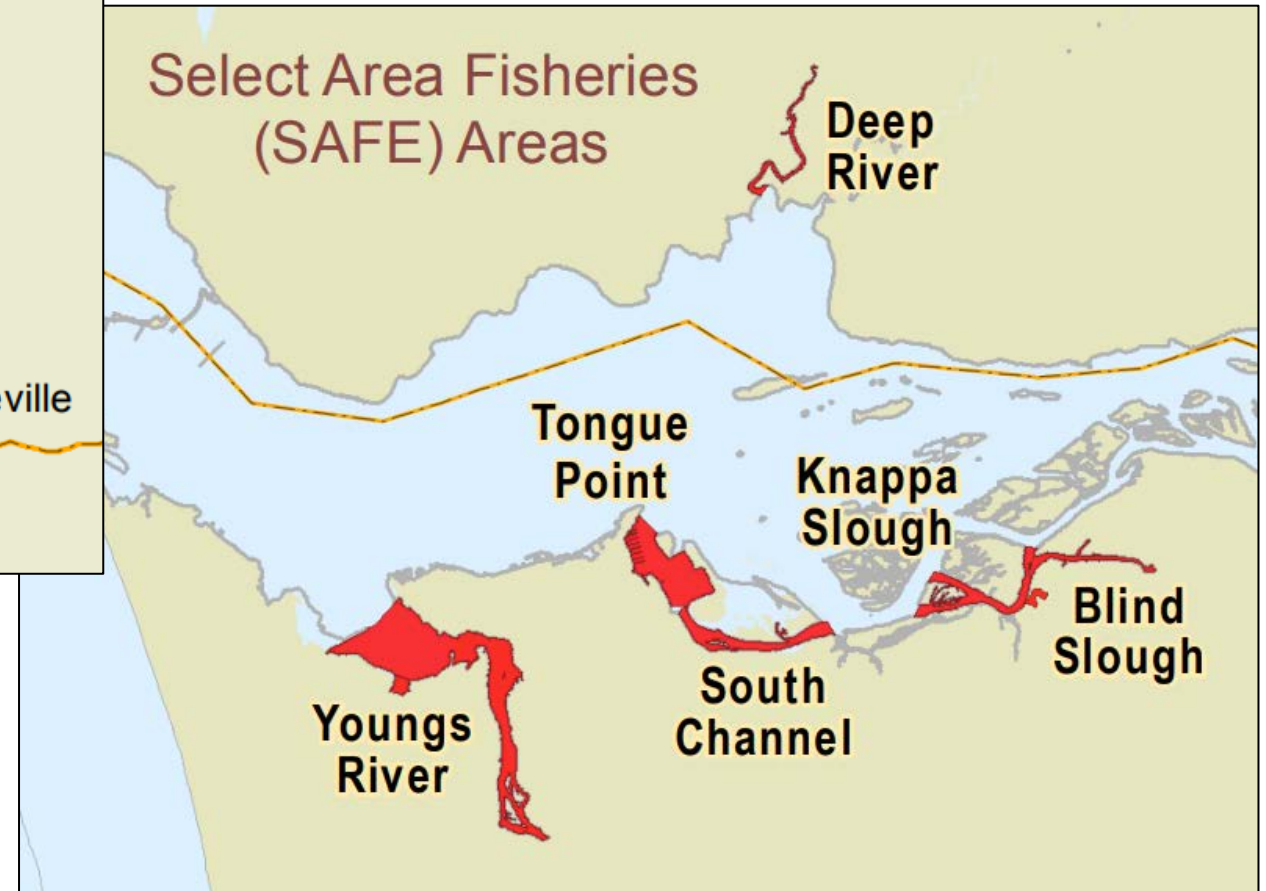 Select Area Fisheries
(SAFE) Areas
Deep
River
eville
Tongue
Point
Knappa
Slough
Blind
Slough
South
Channel
Youngs
River